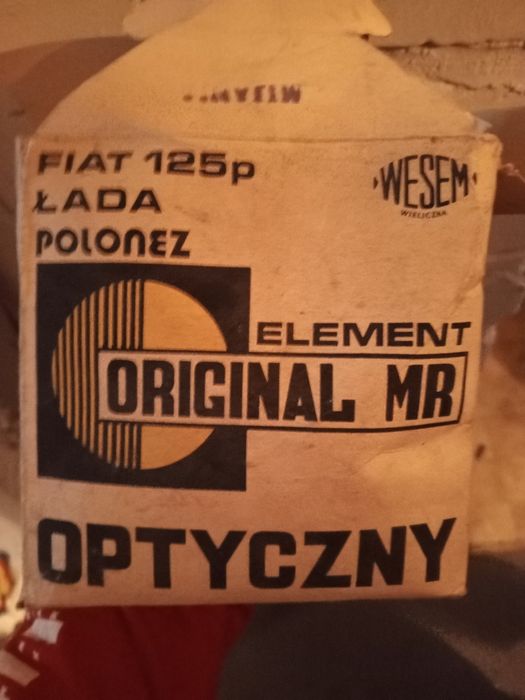 FIAT 125p
ŁADA
POLONEZ
WESEM
WIELICZKA
ELEMENT
ORIGINAL MR
OPTYCZNY